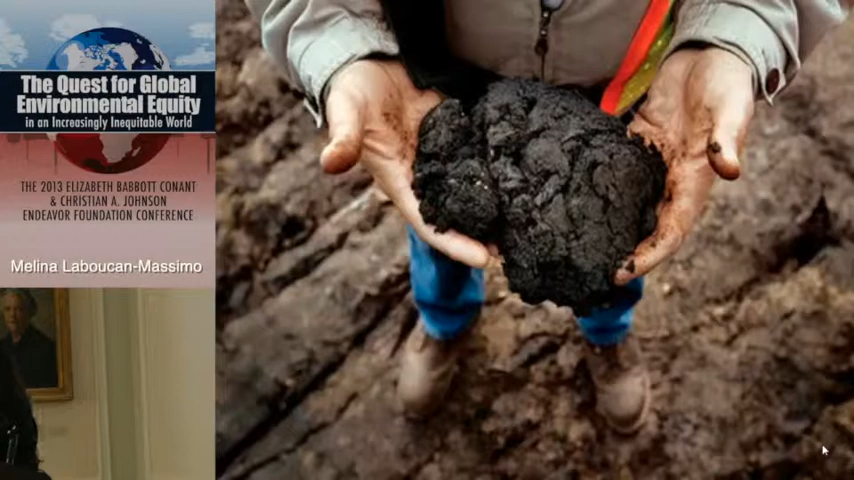 The Quest for Global
Environmental Equity
in an Increasingly Inequitable World
THE 2013 ELIZABETH BABBOTT CONANT
& CHRISTIAN A. JOHNSON
ENDEAVOR FOUNDATION CONFERENCE
Melina Laboucan-Massimo